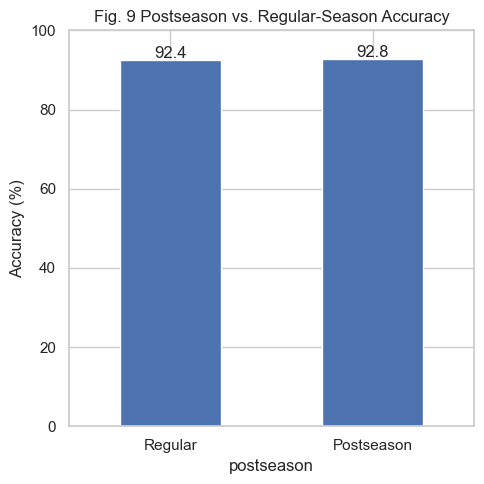 Fig. 9 Postseason vs. Regular-Season Accuracy
100
80
60
40
20
0
Accuracy (%)
92.4
92.8
Regular
Postseason
postseason